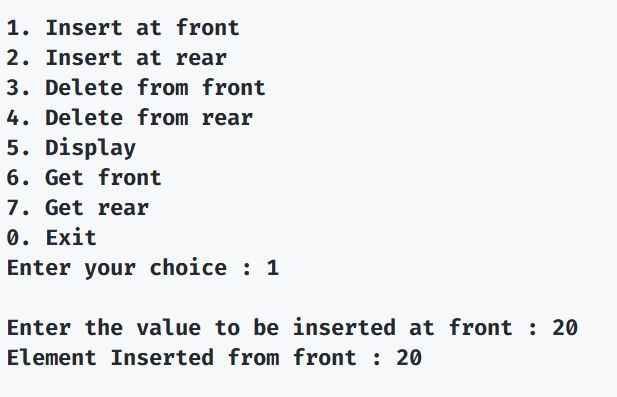 1. Insert at front
2. Insert at rear
3. Delete from front
4. Delete from rear
5. Display
6. Get front
7. Get rear
0. Exit
Enter your choice : 1
Enter the value to be inserted at front : 20
Element Inserted from front : 20